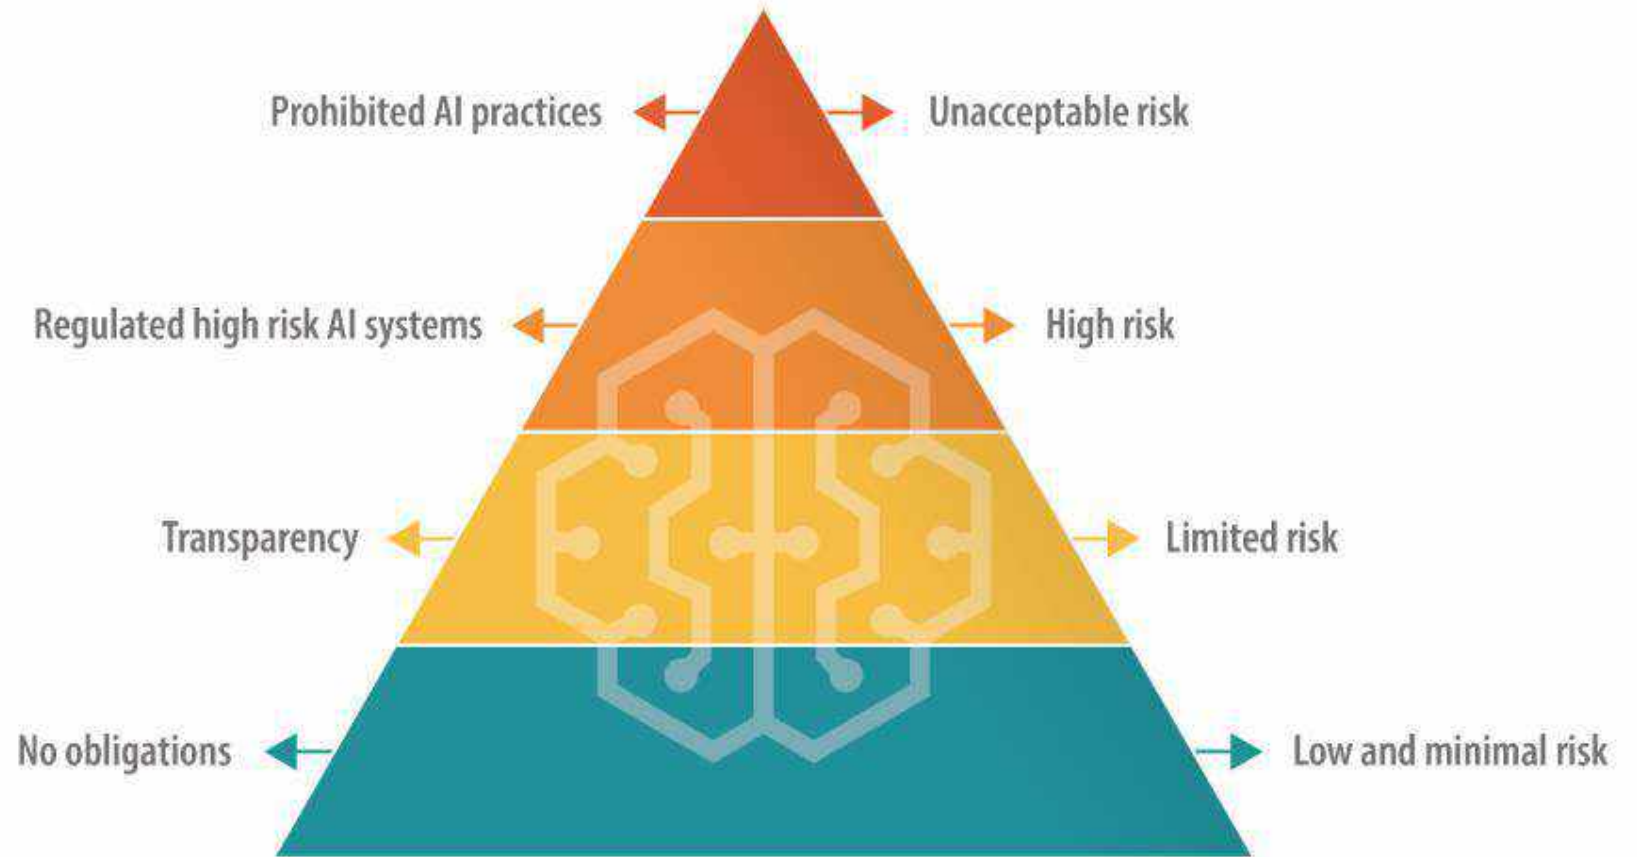 Prohibited AI practices
Unacceptable risk
Regulated high risk AI systems
High risk
Transparency
Limited risk
No obligations
Low and minimal risk